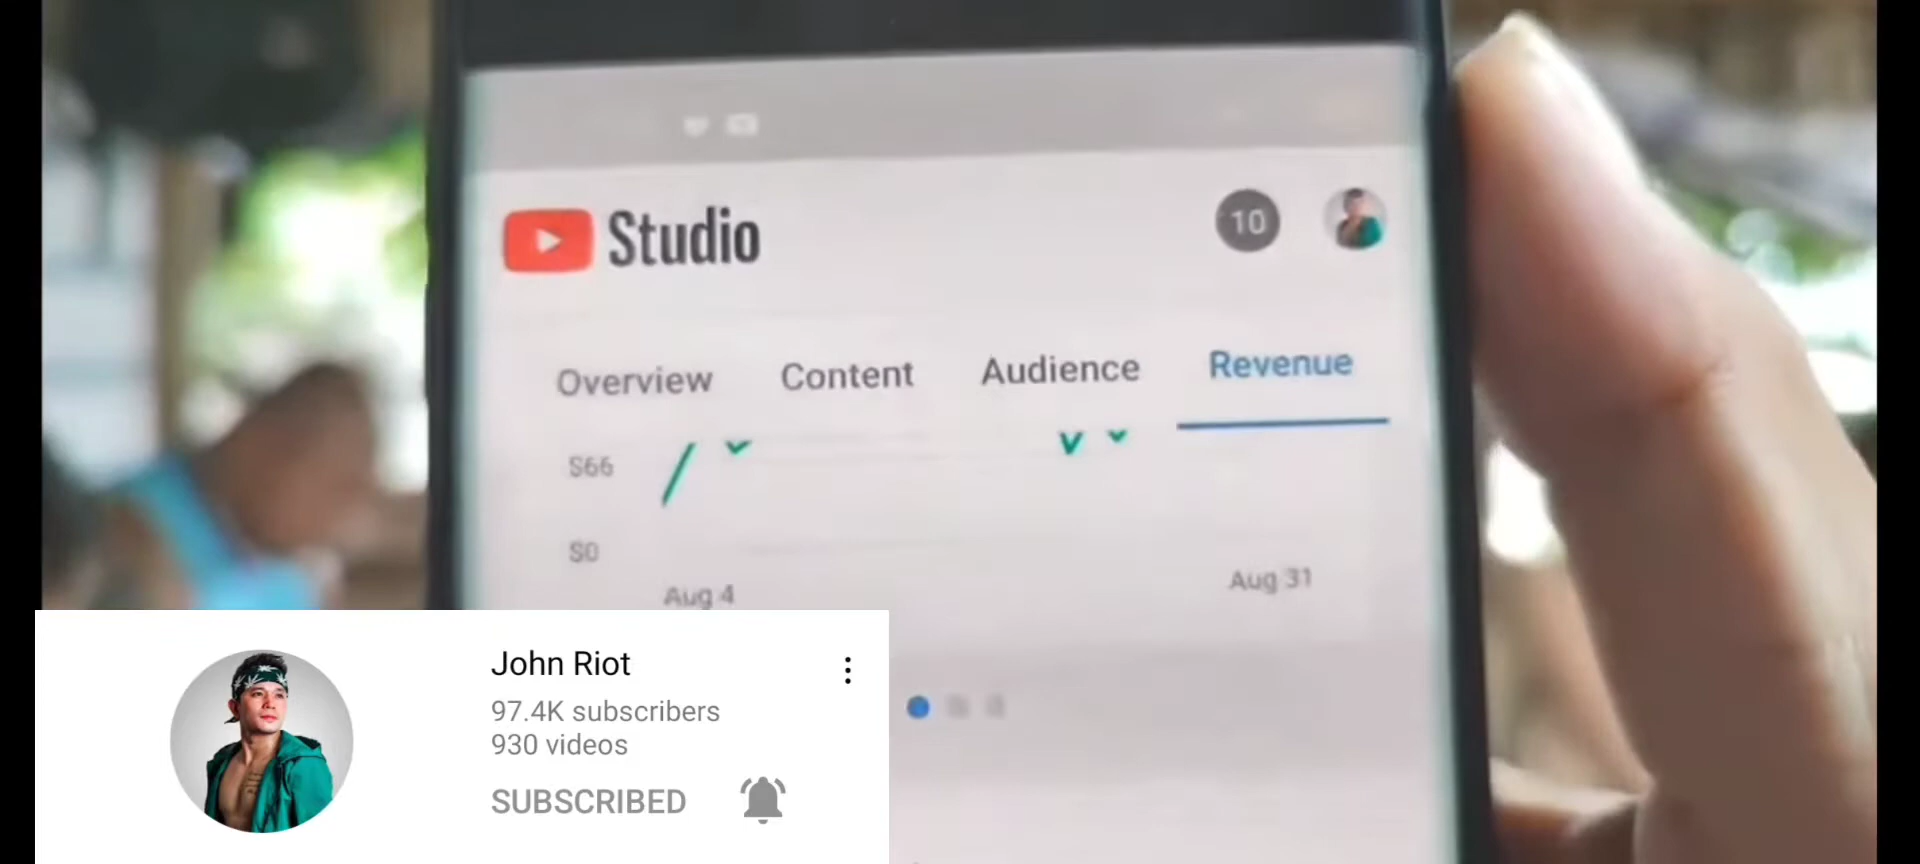 Studio
10
Overview Content Audience Revenue
$66
$0
Aug 4
Aug 31
John Riot
97.4K subscribers
930 videos
SUBSCRIBED